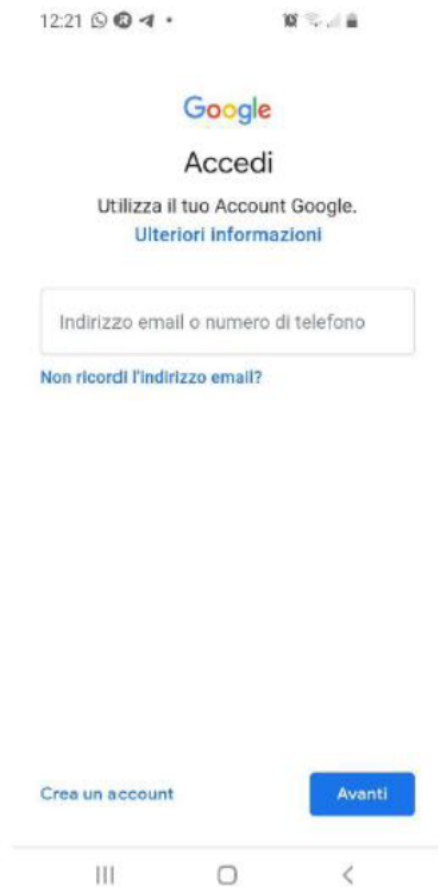 12:21
Google
Accedi
Utilizza il tuo Account Google.
Ulteriori informazioni
Indirizzo email o numero di telefono
Non ricordi l'indirizzo email?
Crea un account
Avanti